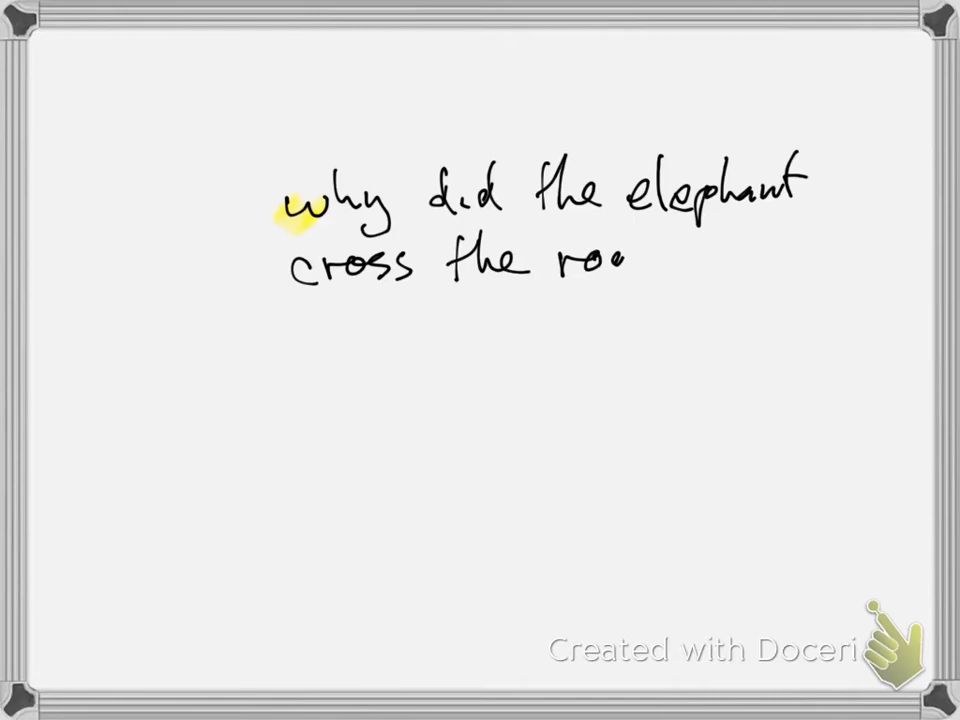 why did the elephant
cross the roa
Created with Doceri